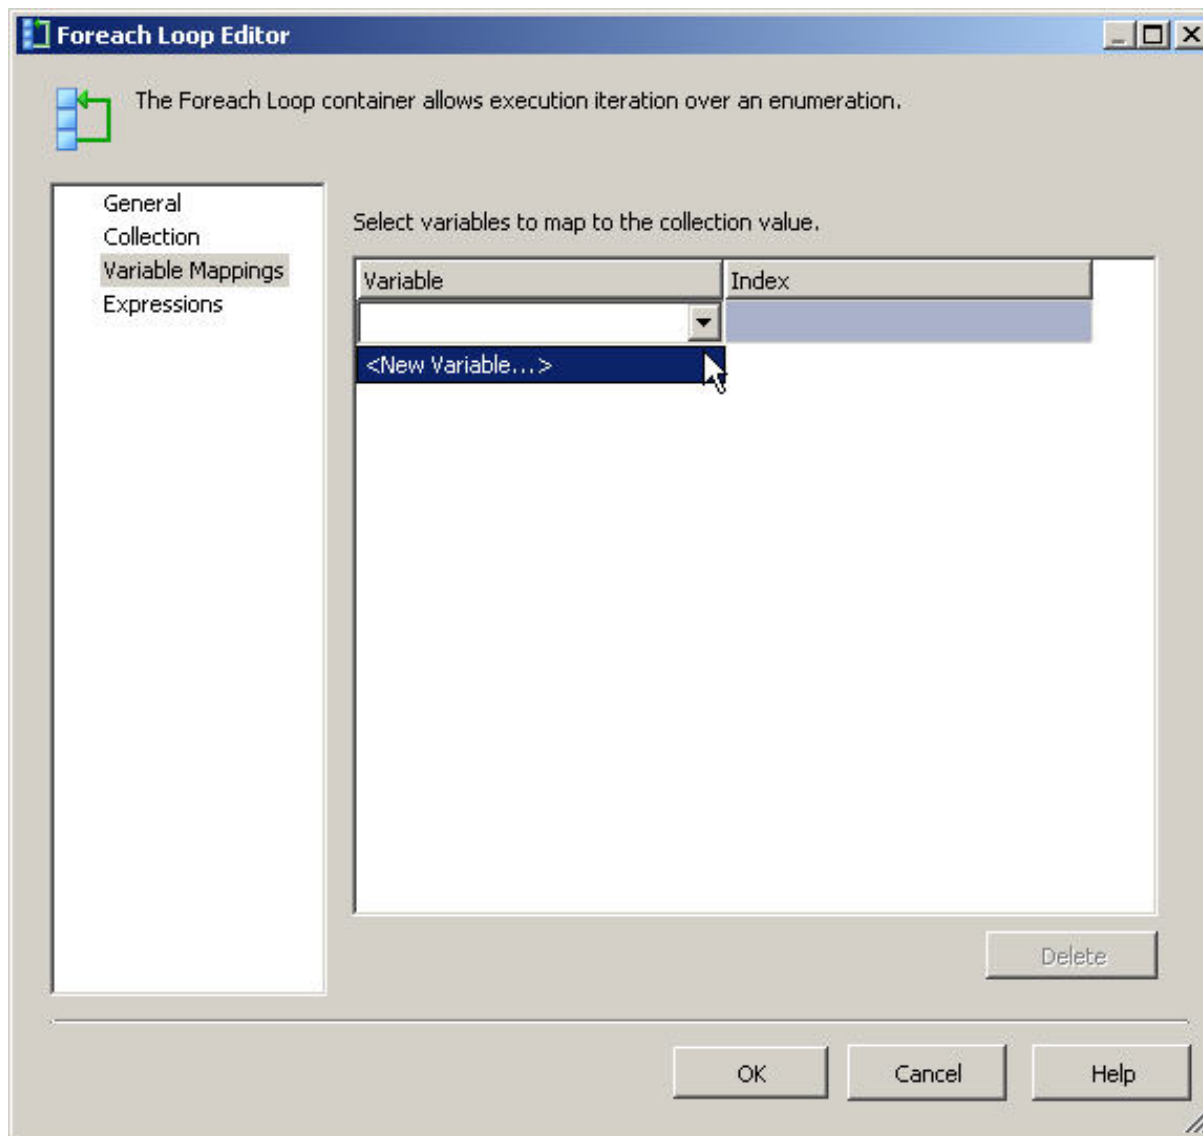 Foreach Loop Editor
The Foreach Loop container allows execution iteration over an enumeration.
General
Collection
Variable Mappings
Expressions
Select variables to map to the collection value.
Variable Index
<New Variable...>
Delete
OK Cancel Help